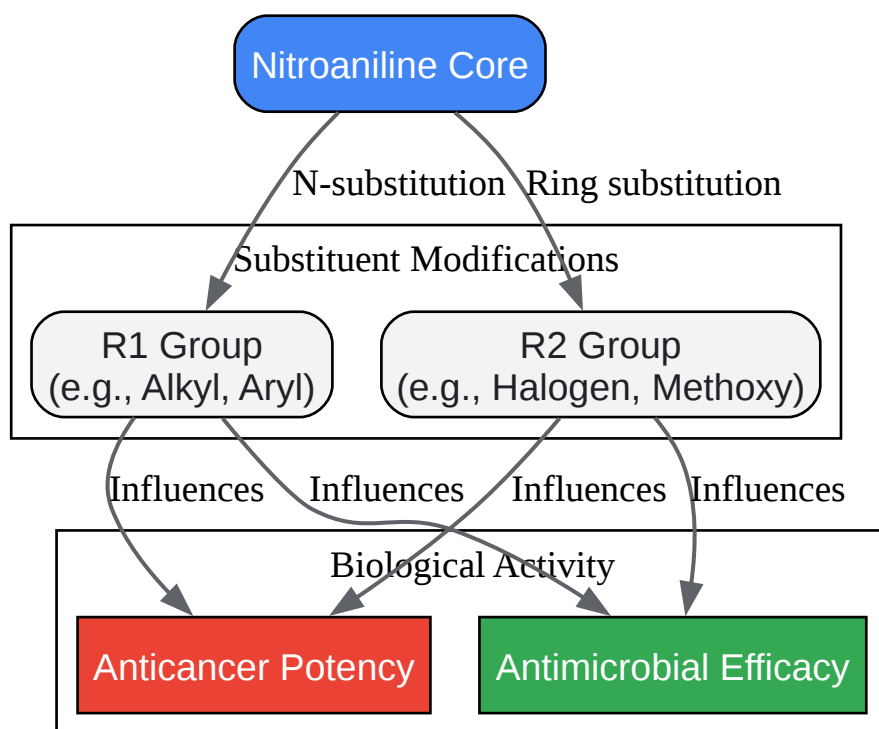 Nitroaniline Core
N-substitution
Ring substitution
Substituent Modifications
R1 Group
(e.g., Alkyl, Aryl)
R2 Group
(e.g., Halogen, Methoxy)
Influences
Influences
Influences
Influences
Biological Activity
Anticancer Potency
Antimicrobial Efficacy